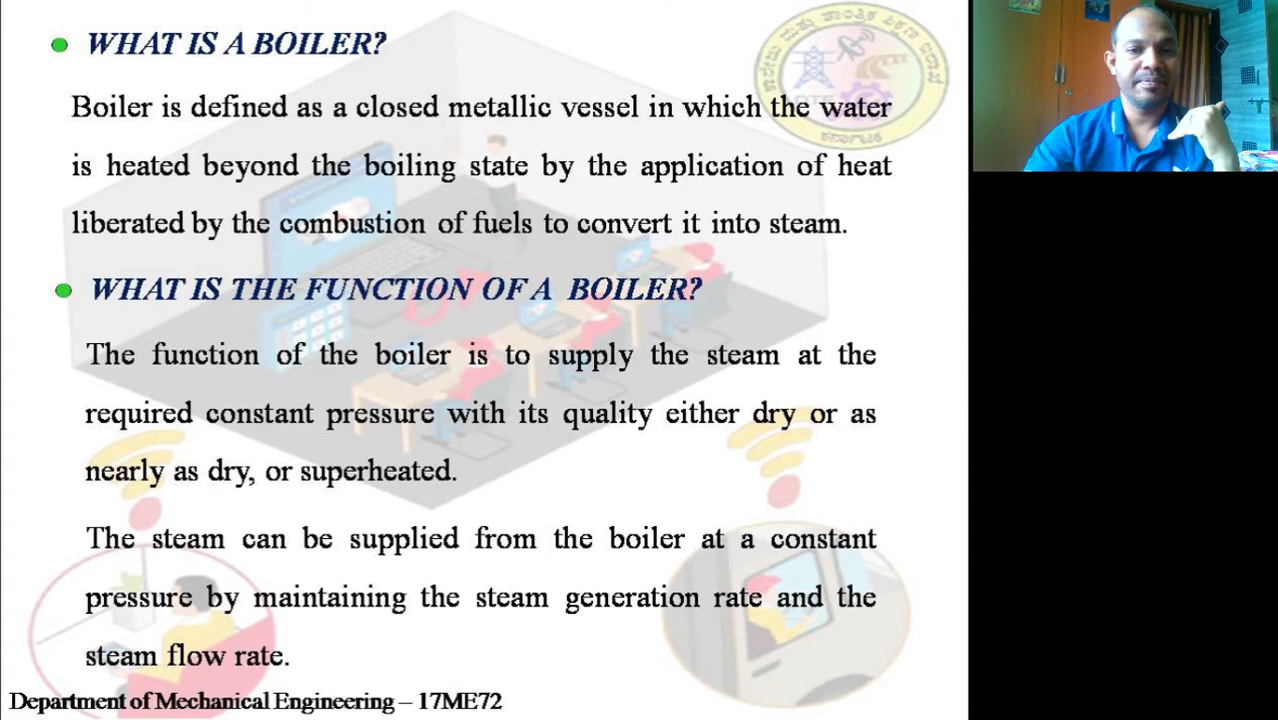 WHAT IS A BOILER?
Boiler is defined as a closed metallic vessel in which the water
is heated beyond the boiling state by the application of heat
liberated by the combustion of fuels to convert it into steam.
WHAT IS THE FUNCTION OF A BOILER?
The function of the boiler is to supply the steam at the
required constant pressure with its quality either dry or as
nearly as dry, or superheated.
The steam can be supplied from the boiler at a constant
pressure by maintaining the steam generation rate and the
steam flow rate.
Department of Mechanical Engineering – 17ME72